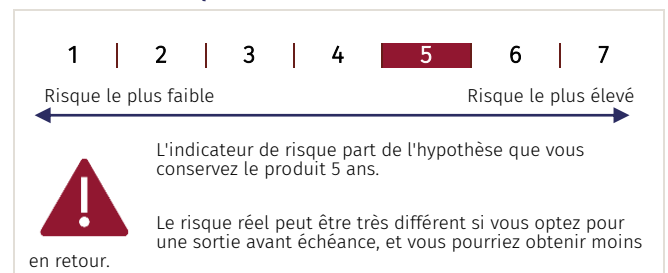 1 | 2 | 3 | 4 | 5 | 6 | 7
Risque le plus faible Risque le plus élevé
L'indicateur de risque part de l'hypothèse que vous
conservez le produit 5 ans.
Le risque réel peut être très différent si vous optez pour
une sortie avant échéance, et vous pourriez obtenir moins
en retour.